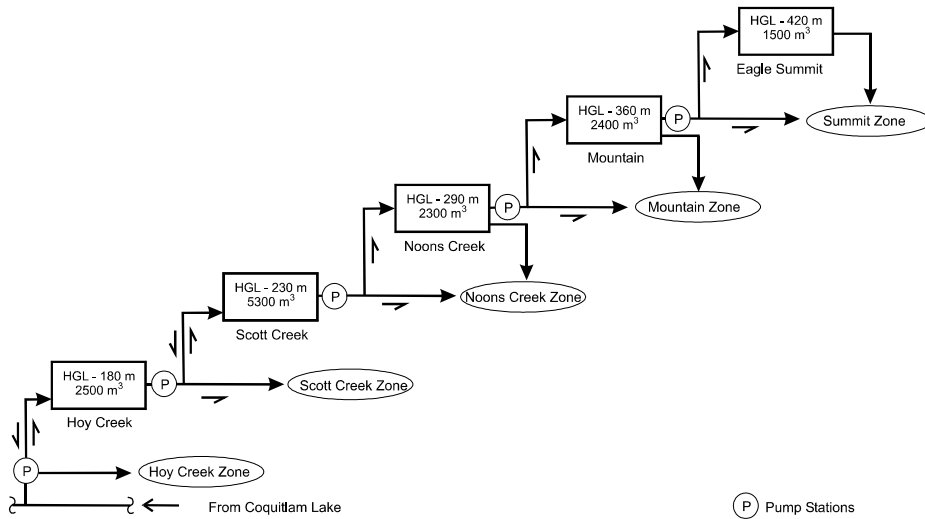 HGL - 420 m
1500 m³
Eagle Summit
HGL - 360 m
2400 m³
P
Summit Zone
Mountain
HGL - 290 m
2300 m³
P
Mountain Zone
Noons Creek
HGL - 230 m
5300 m³
P
Noons Creek Zone
Scott Creek
HGL - 180 m
2500 m³
P
Scott Creek Zone
Hoy Creek
P
Hoy Creek Zone
From Coquitlam Lake
P Pump Stations